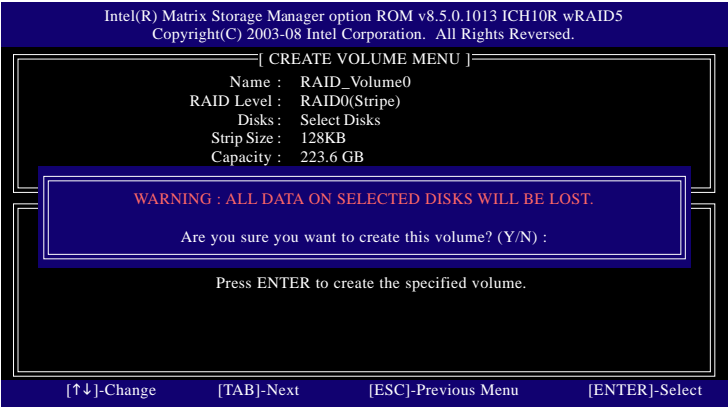 Intel(R) Matrix Storage Manager option ROM v8.5.0.1013 ICH10R wRAID5
Copyright(C) 2003-08 Intel Corporation. All Rights Reversed.
[ CREATE VOLUME MENU ]
Name : RAID_Volume0
RAID Level : RAID0(Stripe)
Disks : Select Disks
Strip Size : 128KB
Capacity : 223.6 GB
WARNING : ALL DATA ON SELECTED DISKS WILL BE LOST.
Are you sure you want to create this volume? (Y/N) :
Press ENTER to create the specified volume.
[↑↓]-Change [TAB]-Next [ESC]-Previous Menu [ENTER]-Select